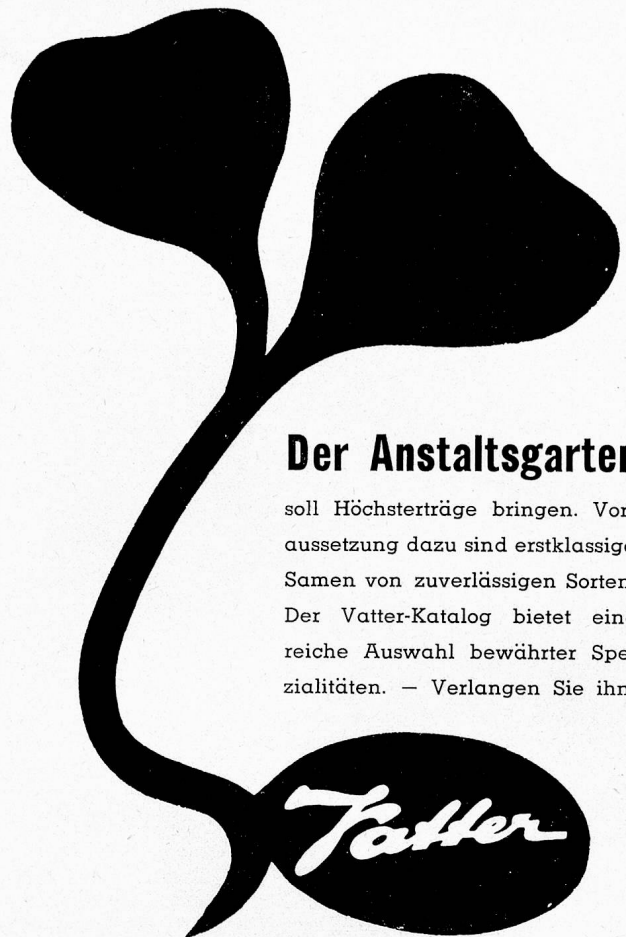 Der Anstaltsgarten
soll Höchsterträge bringen. Vor-
aussetzung dazu sind erstklassige
Samen von zuverlässigen Sorten.
Der Vatter-Katalog bietet eine
reiche Auswahl bewährter Spe-
zialitäten. — Verlangen Sie ihn.
Vatter